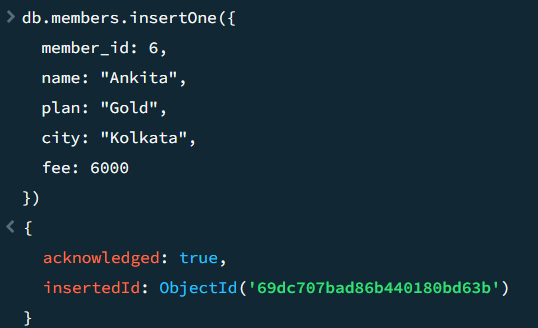 > db.members.insertOne({
member_id: 6,
name: "Ankita",
plan: "Gold",
city: "Kolkata",
fee: 6000
})
< {
acknowledged: true,
insertedId: ObjectId('69dc707bad86b440180bd63b')
}